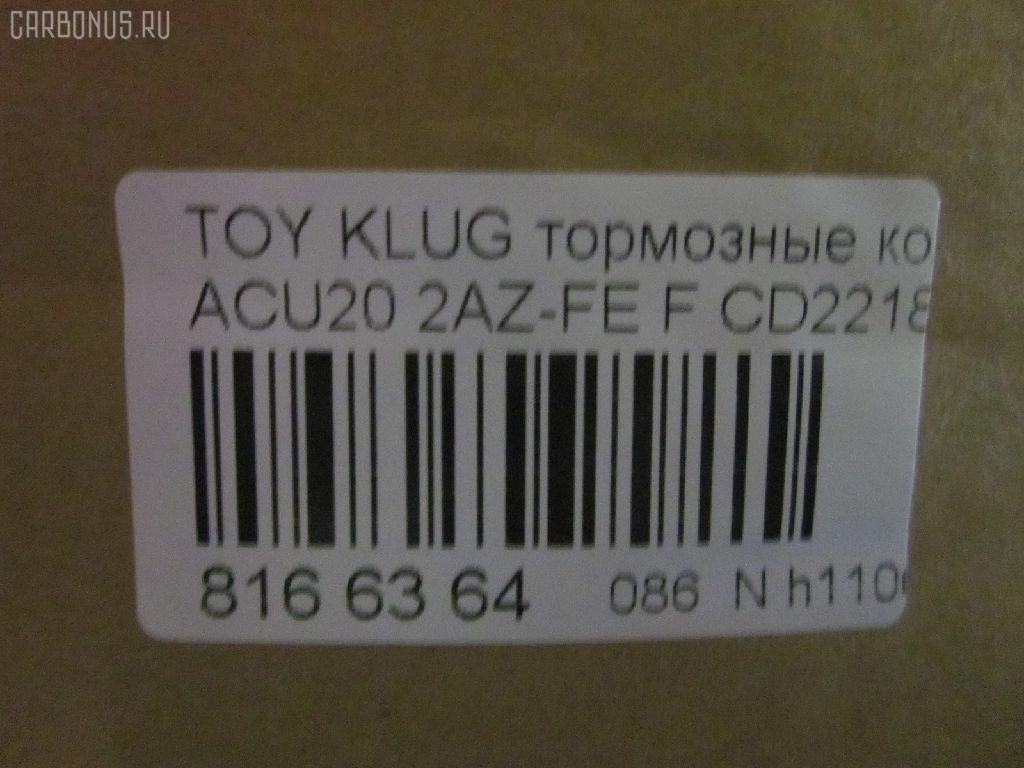 CARBONUS.RU
TOY KLUG тормозные ко
ACU20 2AZ-FE F CD2218
816 63 64 086 N h110